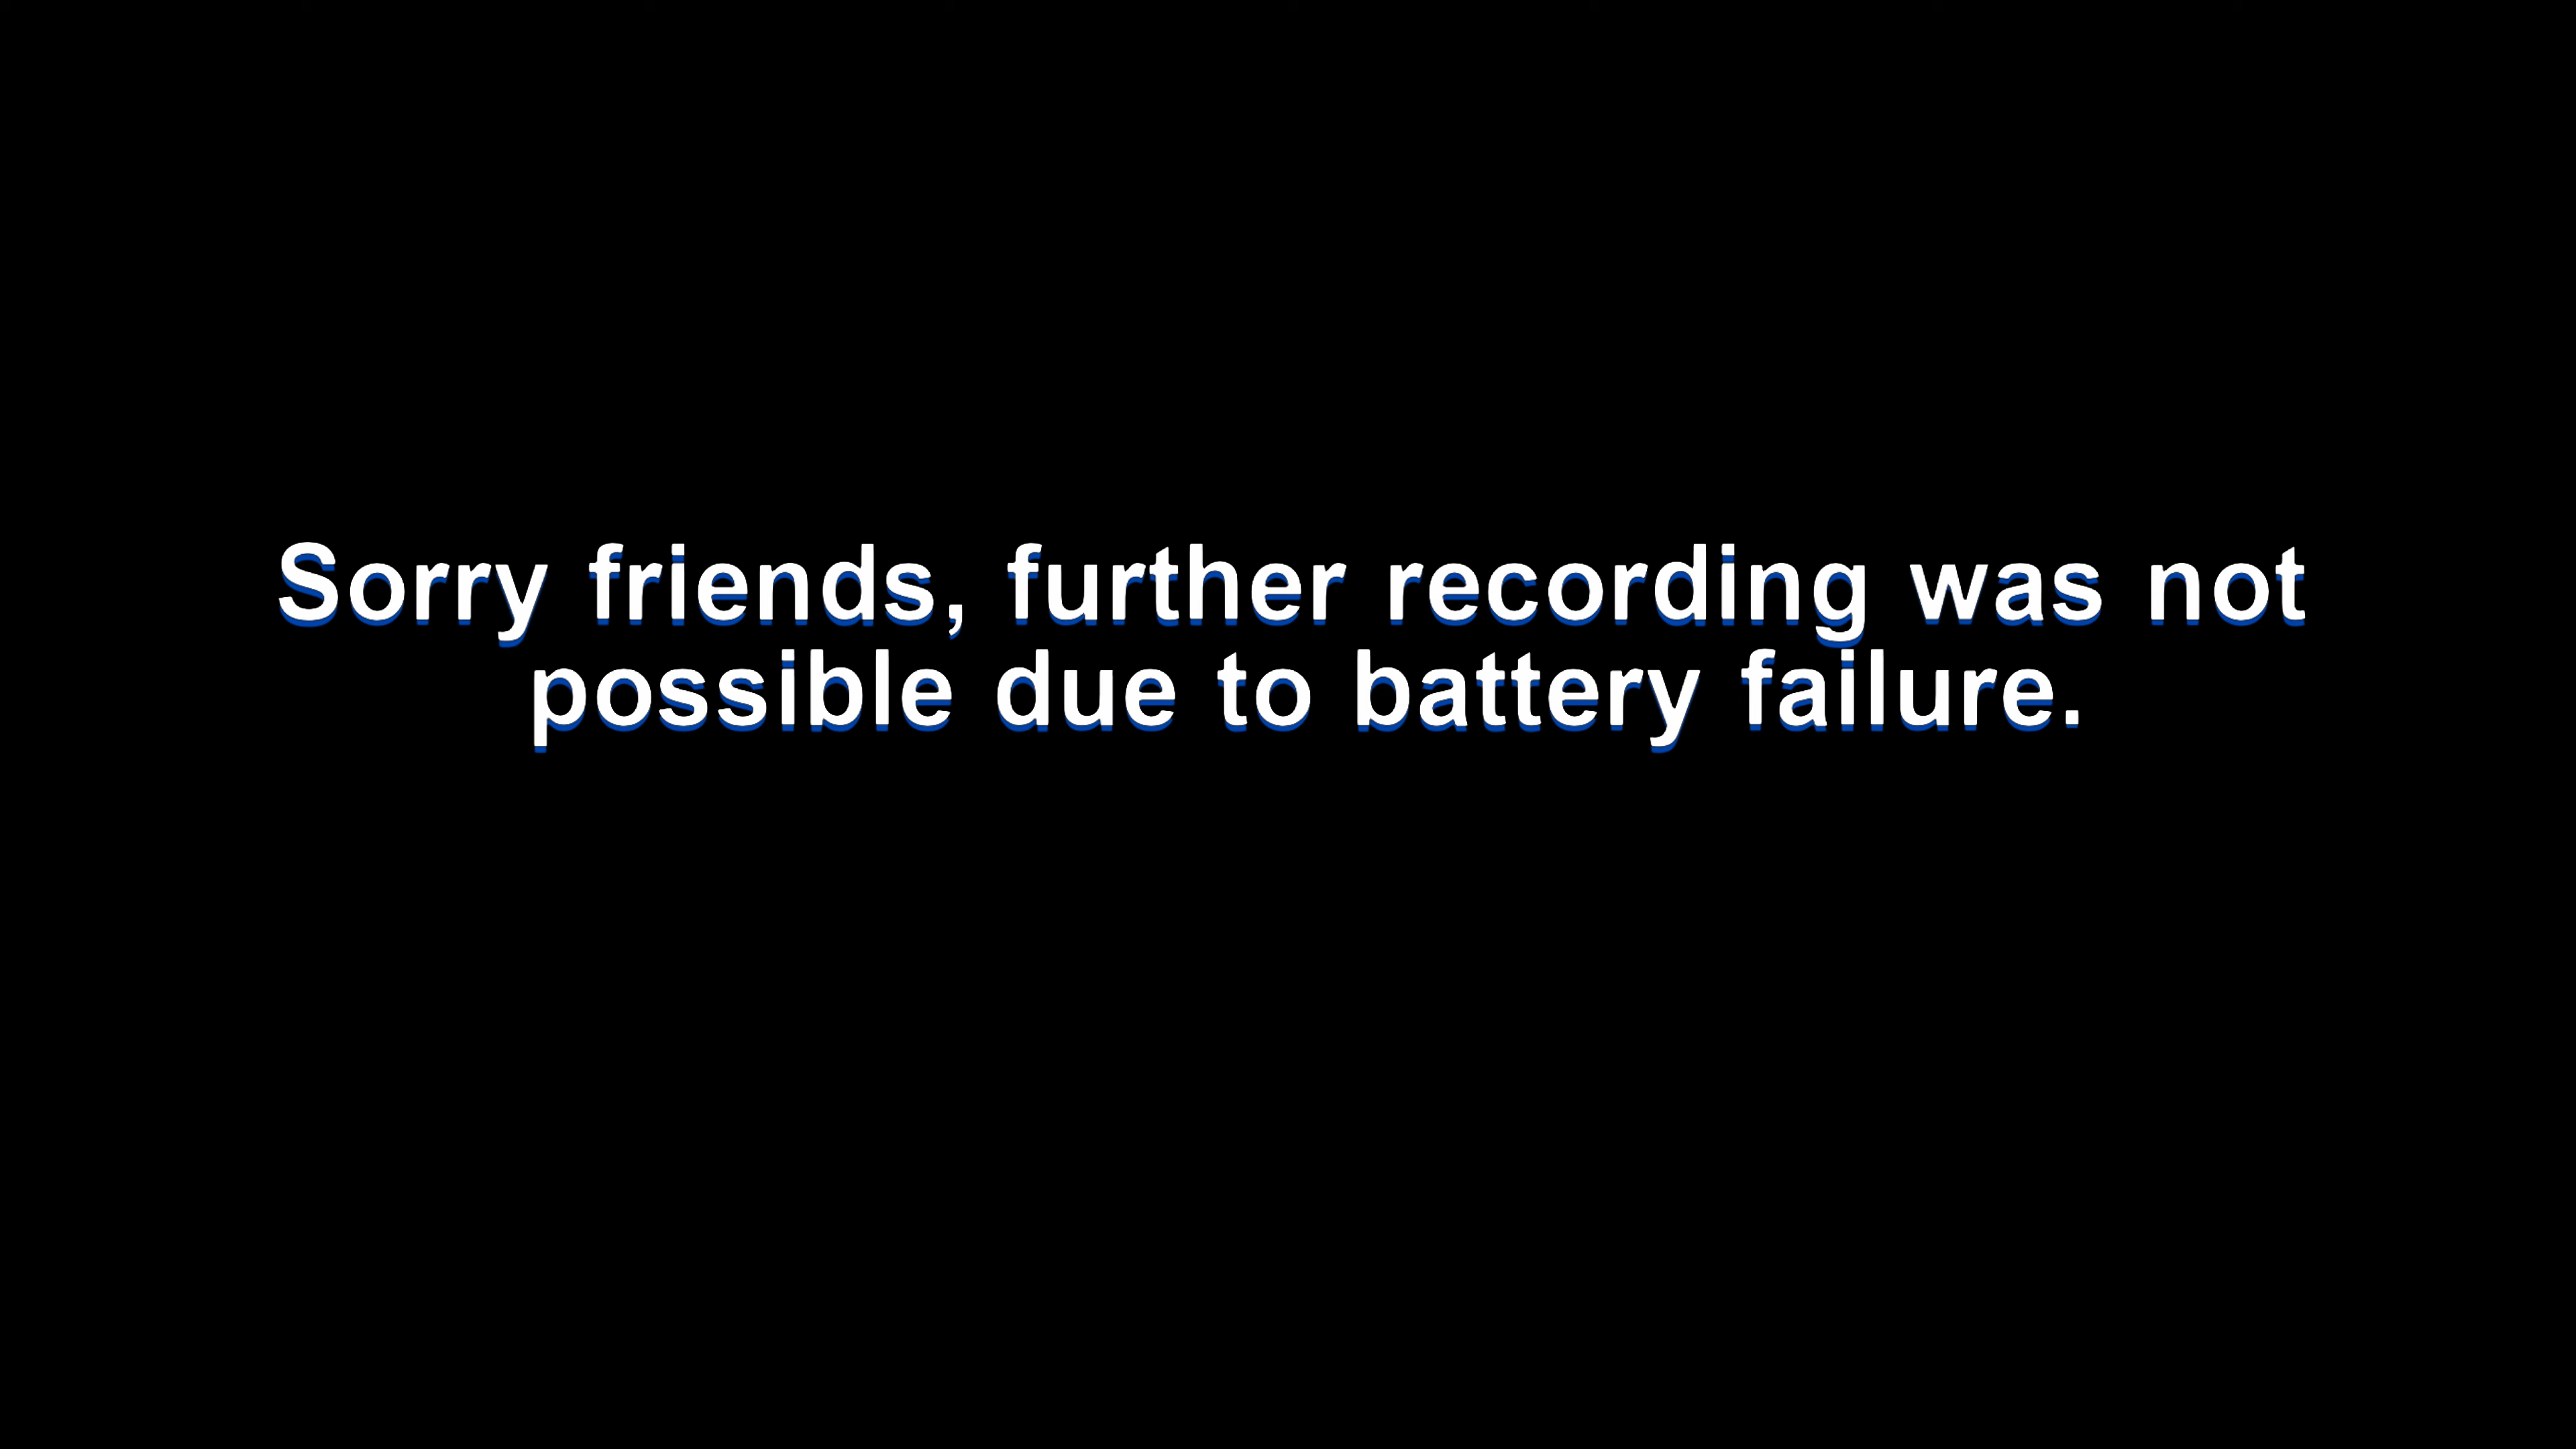 Sorry friends, further recording was not
possible due to battery failure.